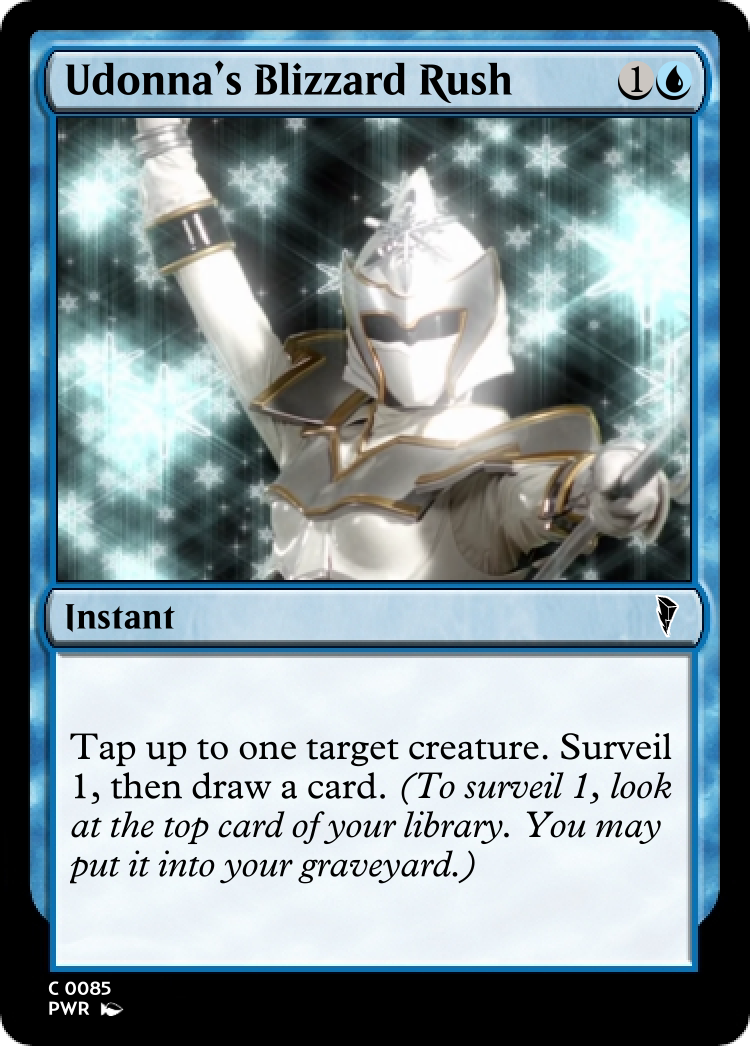 Udonna's Blizzard Rush 1
Instant
Tap up to one target creature. Surveil
1, then draw a card. (To surveil 1, look
at the top card of your library. You may
put it into your graveyard.)
C 0085
PWR